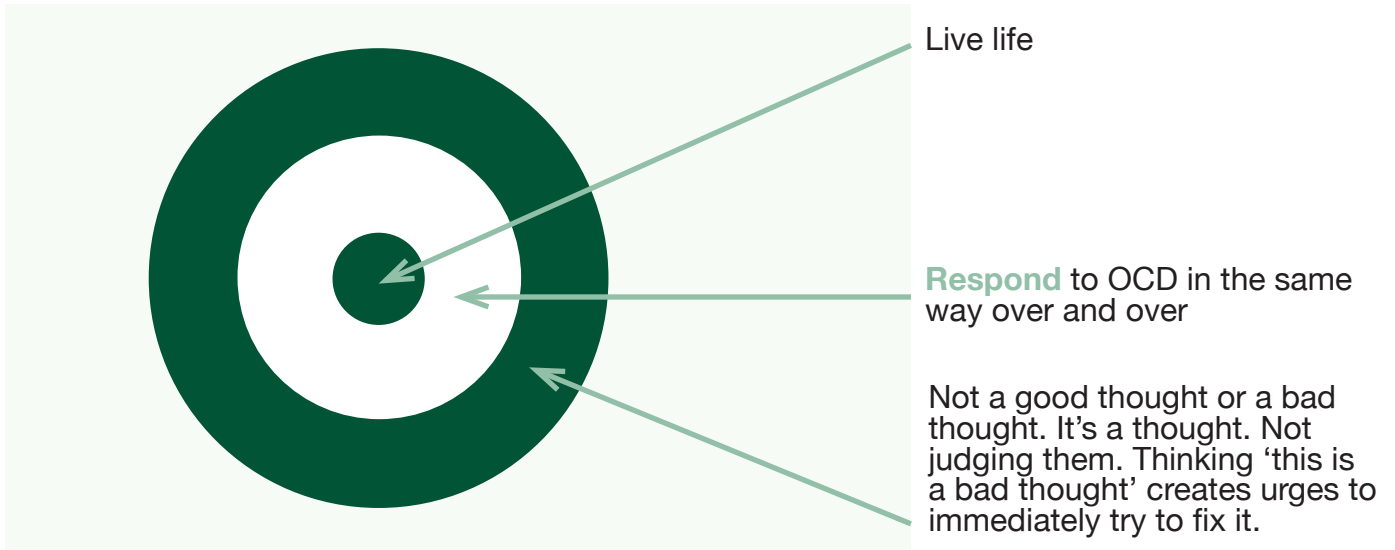 Live life
Respond to OCD in the same
way over and over
Not a good thought or a bad
thought. It’s a thought. Not
judging them. Thinking ‘this is
a bad thought’ creates urges to
immediately try to fix it.